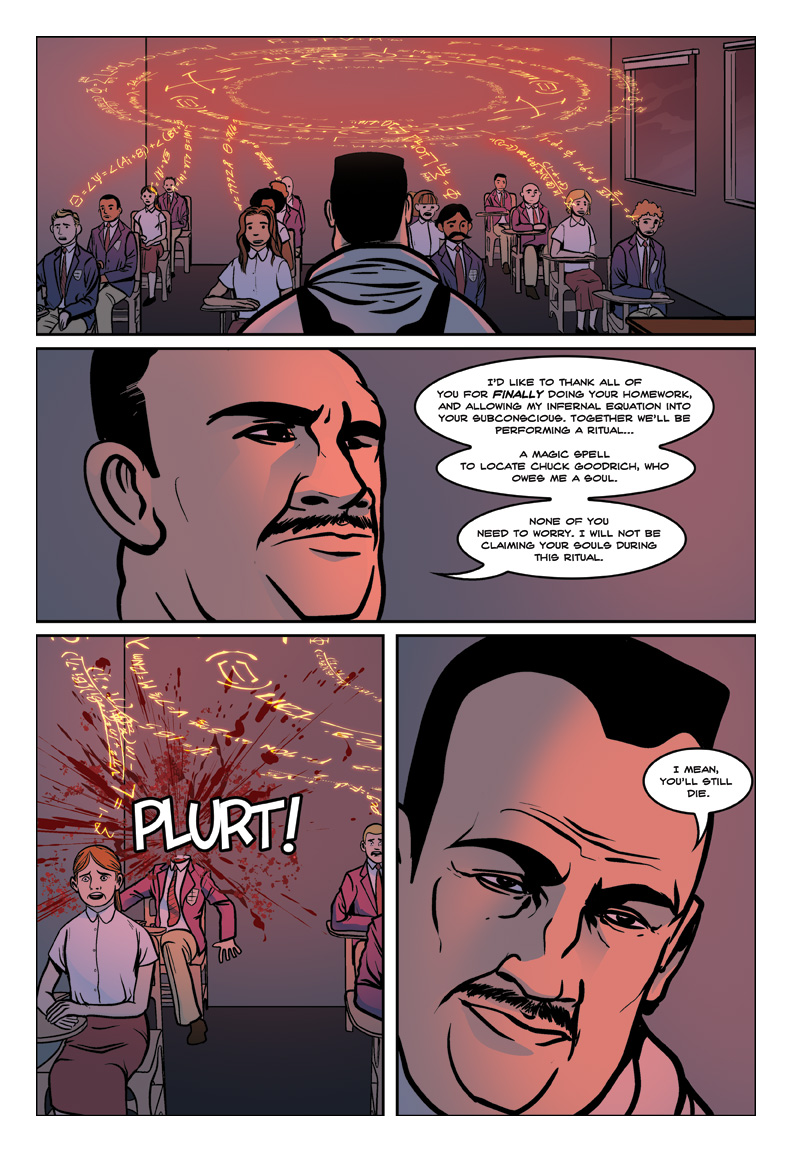 I'D LIKE TO THANK ALL OF
YOU FOR FINALLY DOING YOUR HOMEWORK,
AND ALLOWING MY INFERNAL EQUATION INTO
YOUR SUBCONSCIOUS. TOGETHER WE'LL BE
PERFORMING A RITUAL...
A MAGIC SPELL
TO LOCATE CHUCK GOODRICH, WHO
OWES ME A SOUL.
NONE OF YOU
NEED TO WORRY. I WILL NOT BE
CLAIMING YOUR SOULS DURING
THIS RITUAL.
PLURT!
I MEAN,
YOU'LL STILL
DIE.